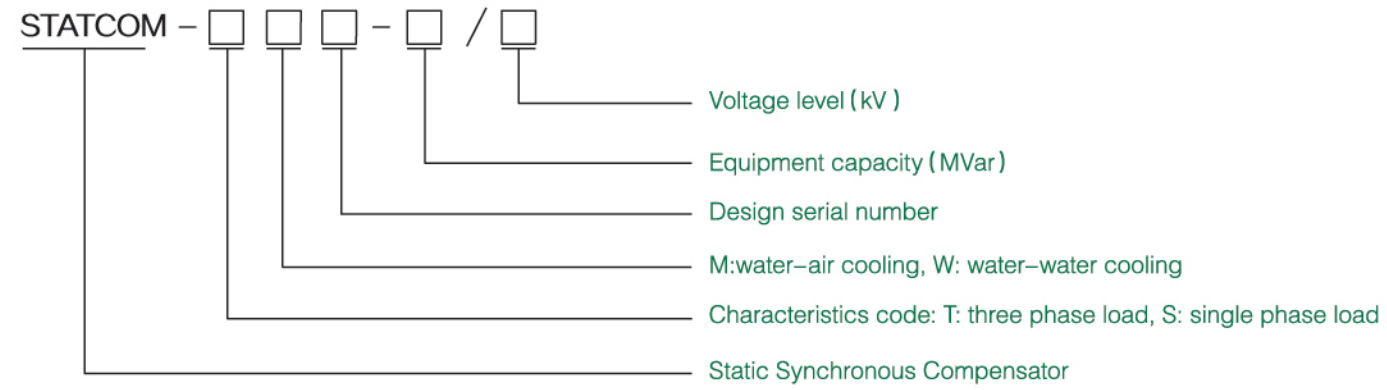 STATCOM – □ □ □ – □ / □
Voltage level (kV)
Equipment capacity (MVar)
Design serial number
M:water–air cooling, W: water–water cooling
Characteristics code: T: three phase load, S: single phase load
Static Synchronous Compensator